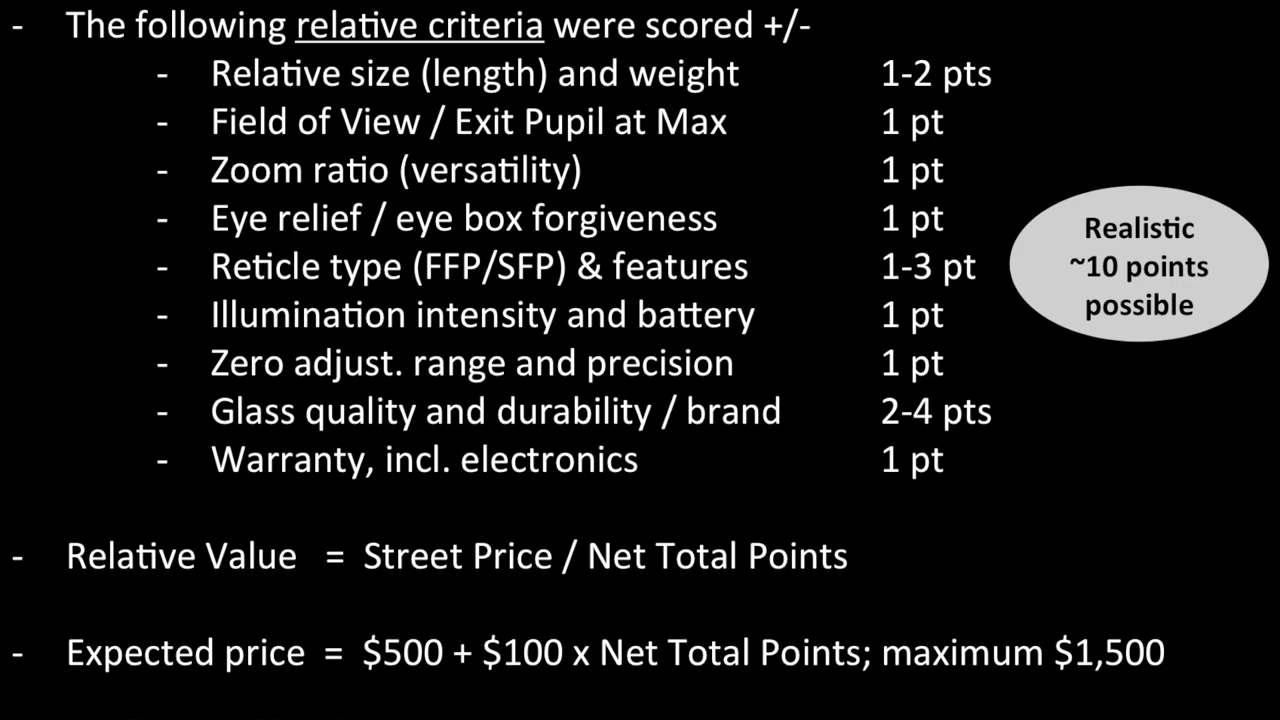 - The following relative criteria were scored +/-
- Relative size (length) and weight 1-2 pts
- Field of View / Exit Pupil at Max 1 pt
- Zoom ratio (versatility) 1 pt
- Eye relief / eye box forgiveness 1 pt
- Reticle type (FFP/SFP) & features 1-3 pt
- Illumination intensity and battery 1 pt
- Zero adjust. range and precision 1 pt
- Glass quality and durability / brand 2-4 pts
- Warranty, incl. electronics 1 pt
Realistic
~10 points
possible
- Relative Value = Street Price / Net Total Points
- Expected price = $500 + $100 x Net Total Points; maximum $1,500